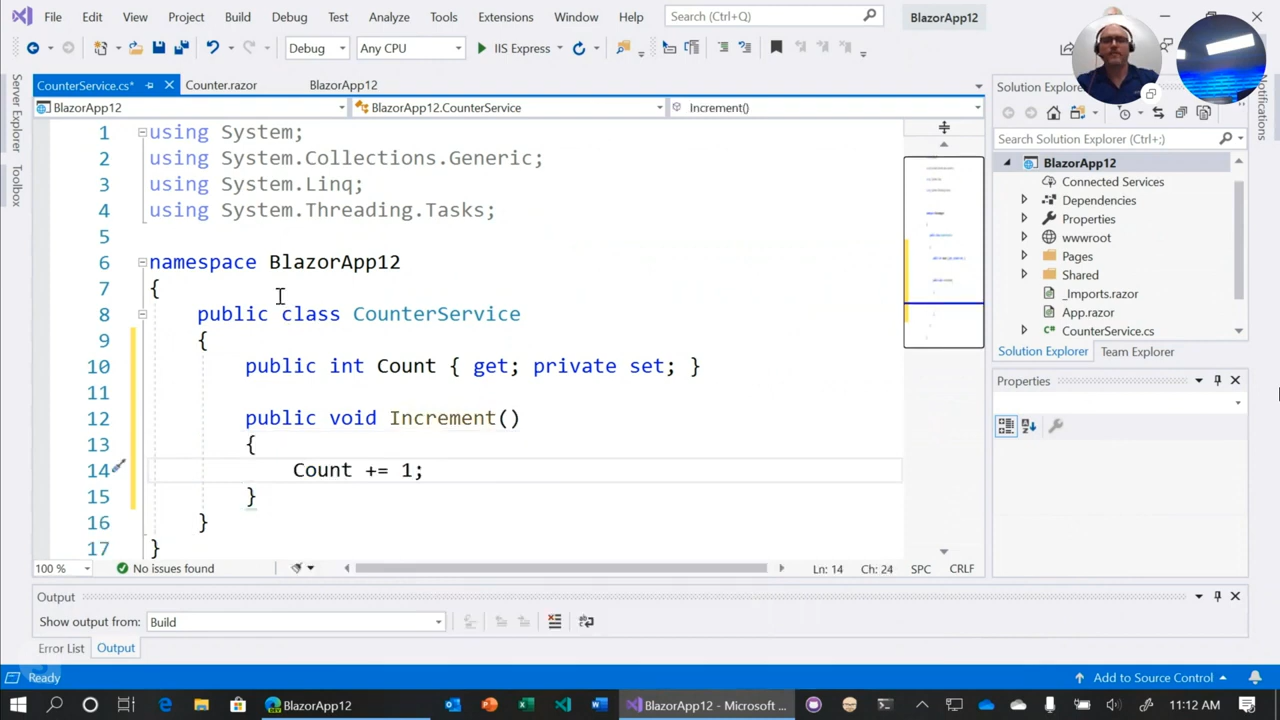 File Edit View Project Build Debug Test Analyze Tools Extensions Window Help Search (Ctrl+Q) BlazorApp12
Debug Any CPU IIS Express
Server Explorer
Toolbox
CounterService.cs* Counter.razor BlazorApp12
BlazorApp12 BlazorApp12.CounterService Increment()
1 using System;
2 using System.Collections.Generic;
3 using System.Linq;
4 using System.Threading.Tasks;
5
6 namespace BlazorApp12
7 {
8 public class CounterService
9 {
10 public int Count { get; private set; }
11
12 public void Increment()
13 {
14 Count += 1;
15 }
16 }
17 }
100 % No issues found Ln: 14 Ch: 24 SPC CRLF
Solution Explorer
Search Solution Explorer (Ctrl+;)
BlazorApp12
Connected Services
Dependencies
Properties
wwwroot
Pages
Shared
_Imports.razor
App.razor
CounterService.cs
Solution Explorer Team Explorer
Properties
Notifications
Output
Show output from: Build
Error List Output
Ready Add to Source Control
BlazorApp12 BlazorApp12 - Microsoft ... 11:12 AM